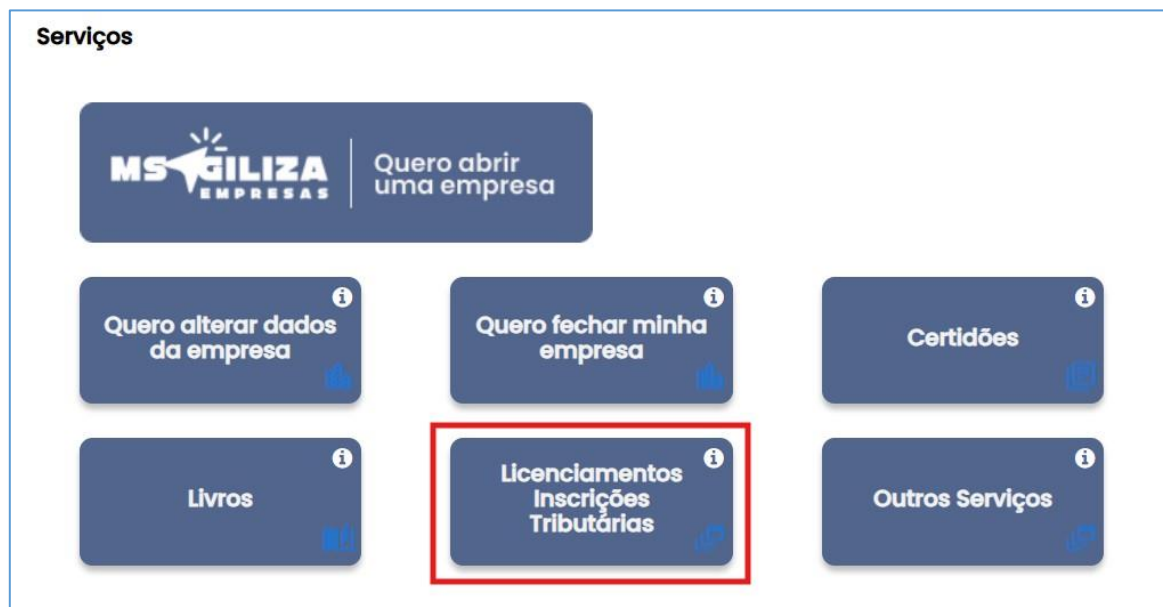 Serviços
MS GILIZA
EMPRESAS
Quero abrir
uma empresa
Quero alterar dados
da empresa
Quero fechar minha
empresa
Certidões
Livros
Licenciamentos
Inscrições
Tributárias
Outros Serviços